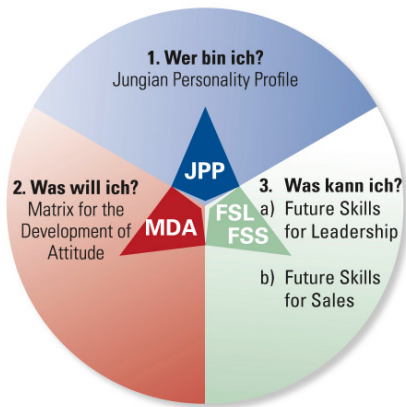 1. Wer bin ich?
Jungian Personality Profile
JPP
2. Was will ich?
Matrix for the
Development of
Attitude
MDA
FSL
FSS
3. Was kann ich?
a) Future Skills
for Leadership
b) Future Skills
for Sales